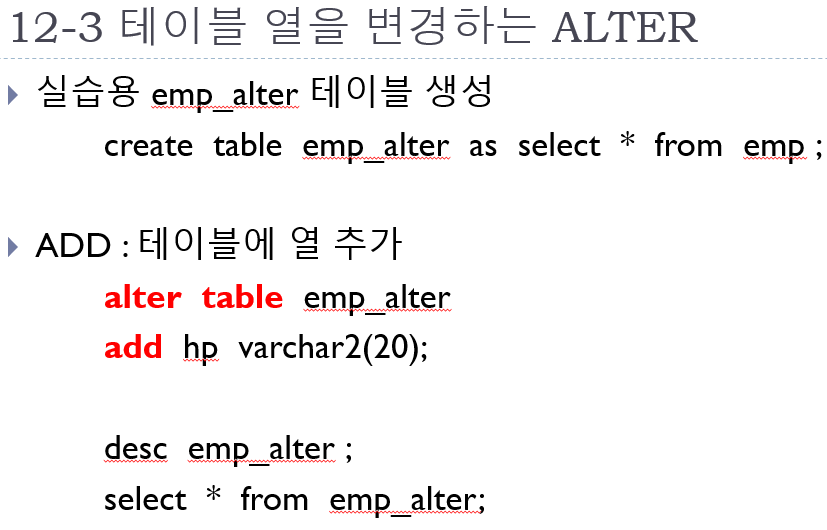 12-3 테이블 열을 변경하는 ALTER
실습용 emp_alter 테이블 생성
create table emp_alter as select * from emp ;
ADD : 테이블에 열 추가
alter table emp_alter
add hp varchar2(20);
desc emp_alter ;
select * from emp_alter;